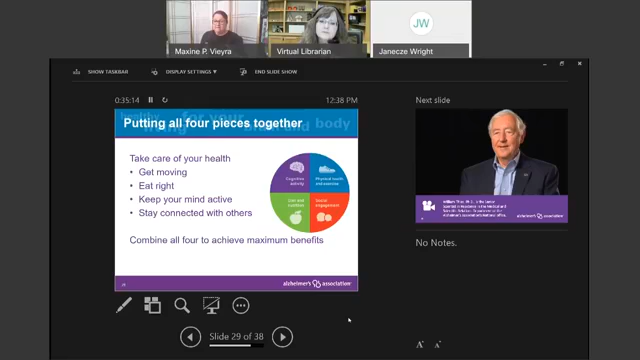 JW
Maxine P. Vieyra
Virtual Librarian
Janecze Wright
SHOW TASKBAR
DISPLAY SETTINGS ▼
END SLIDE SHOW
0:35:14
12:38 PM
Next slide
Putting all four pieces together
Take care of your health
• Get moving
• Eat right
• Keep your mind active
• Stay connected with others
Combine all four to achieve maximum benefits
Cognitive activity
Physical health and exercise
Diet and nutrition
Social engagement
alzheimer's association
alzheimer's association
No Notes.
Slide 29 of 38
A A